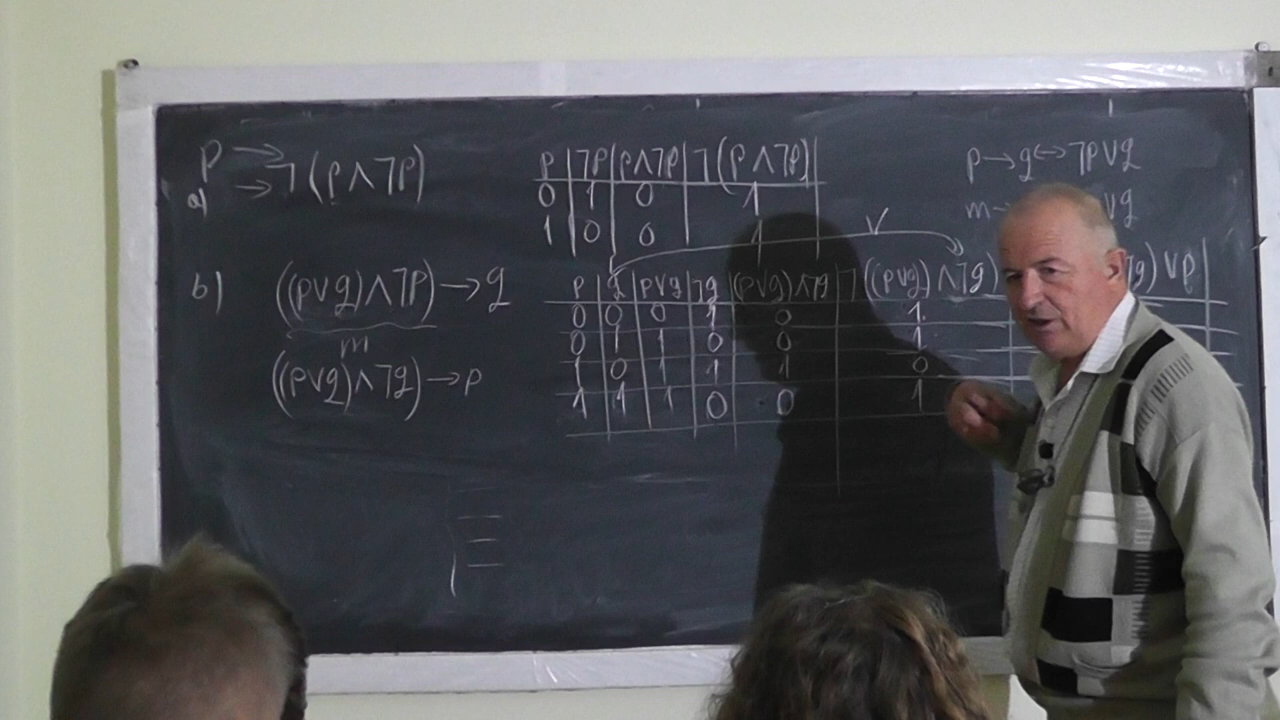 p → ¬(p∧¬p)
a) →
b) ((p∨g)∧¬p) → g
m
((p∨g)∧¬g) → p
p | ¬p | p∧¬p | ¬(p∧¬p)
0 | 1 | 0 | 1
1 | 0 | 0 | 1
p→g ↔ ¬p∨g
m→ ∨g
∨
p | g | p∨g | ¬g | (p∨g)∧¬g | ¬((p∨g)∧¬g) | g)∨p
0 | 0 | 0 | 1 | 0 | 1
0 | 1 | 1 | 0 | 0 | 1
1 | 0 | 1 | 1 | 1 | 0
1 | 1 | 1 | 0 | 0 | 1